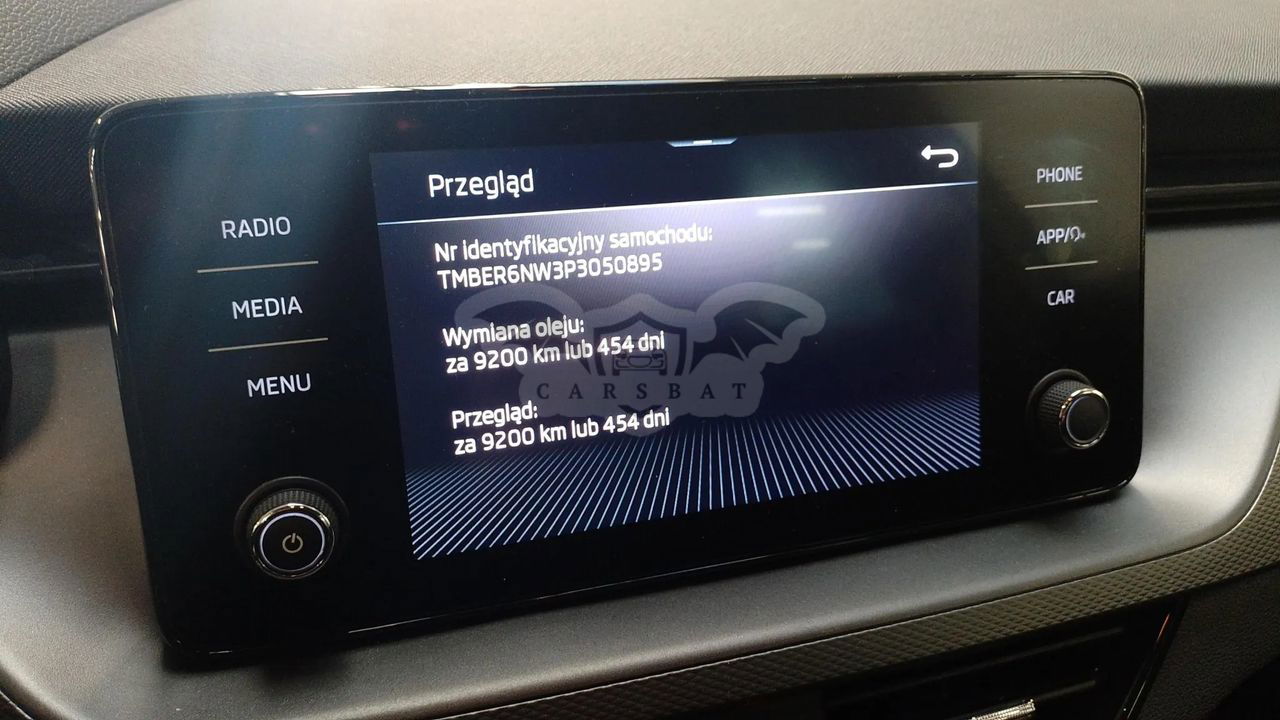 Przegląd
RADIO
MEDIA
MENU
Nr identyfikacyjny samochodu:
TMBER6NW3P3050895
Wymiana oleju:
za 9200 km lub 454 dni
CARSBAT
Przegląd:
za 9200 km lub 454 dni
PHONE
APP/
CAR